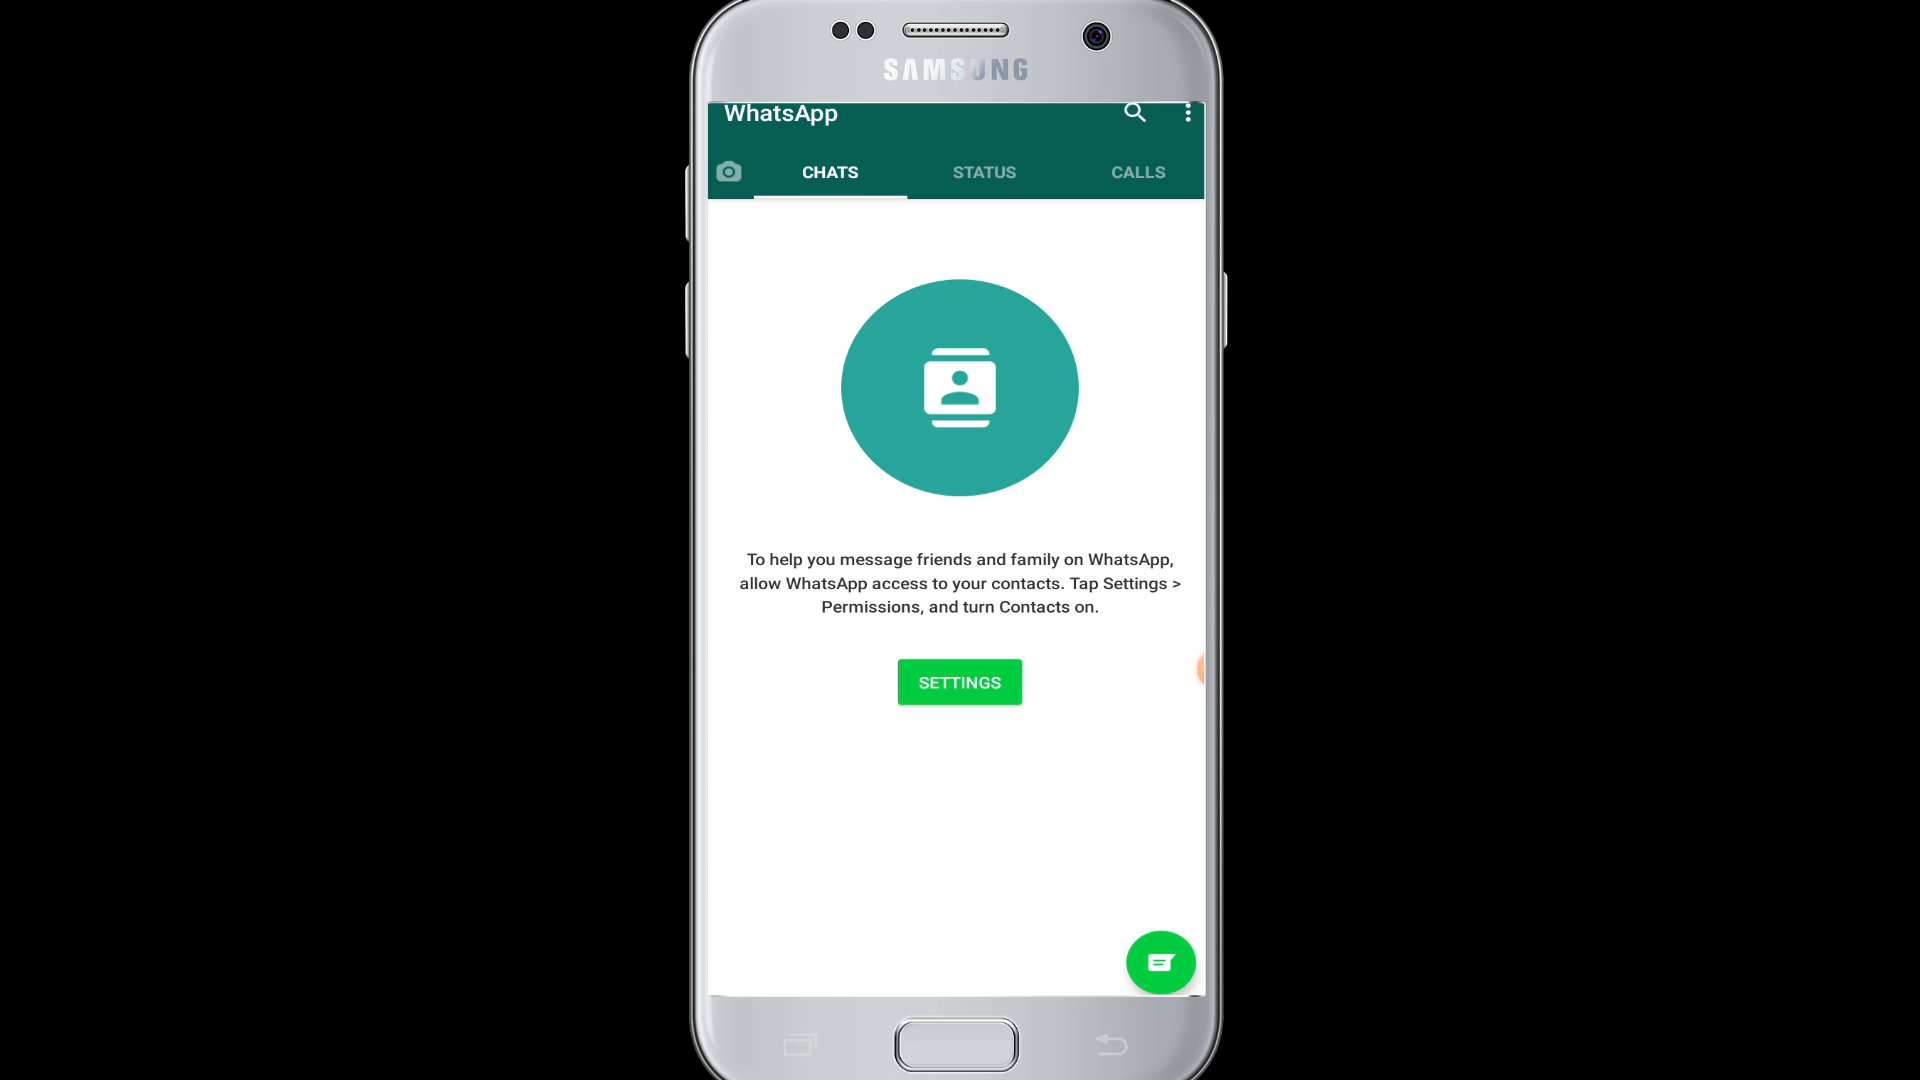 SAMSUNG
WhatsApp
CHATS STATUS CALLS
To help you message friends and family on WhatsApp,
allow WhatsApp access to your contacts. Tap Settings >
Permissions, and turn Contacts on.
SETTINGS